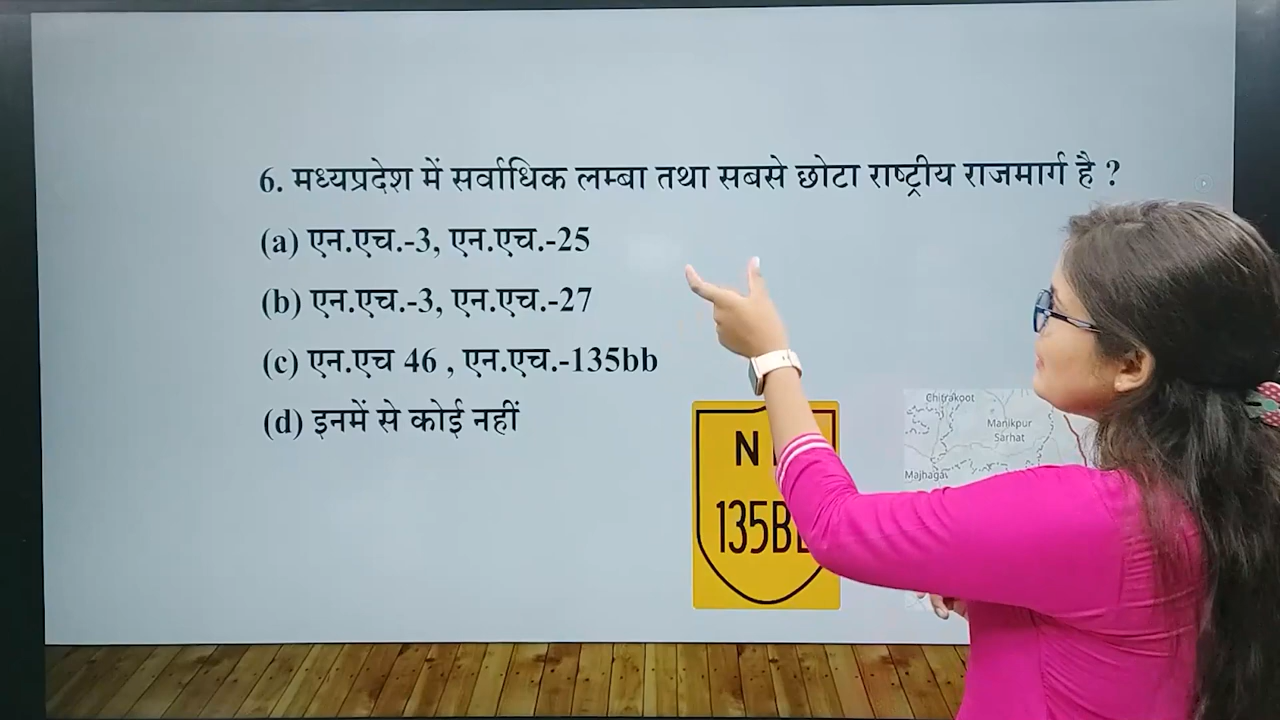 6. मध्यप्रदेश में सर्वाधिक लम्बा तथा सबसे छोटा राष्ट्रीय राजमार्ग है ?
(a) एन.एच.-3, एन.एच.-25
(b) एन.एच.-3, एन.एच.-27
(c) एन.एच 46 , एन.एच.-135bb
(d) इनमें से कोई नहीं
Chitrakoot
Manikpur
Sarhat
N
135B